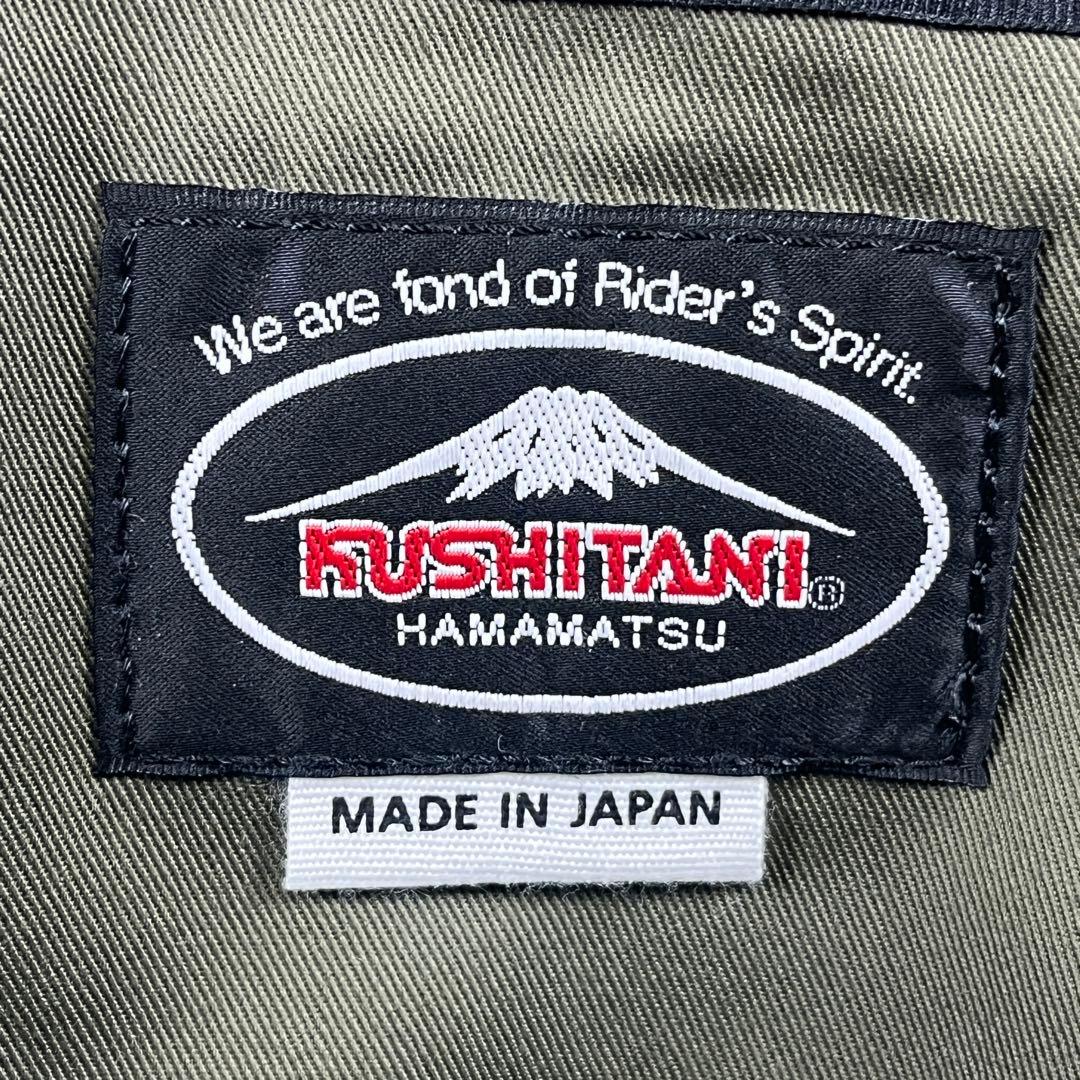 We are fond of Rider's Spirit.
KUSHITANI®
HAMAMATSU
MADE IN JAPAN